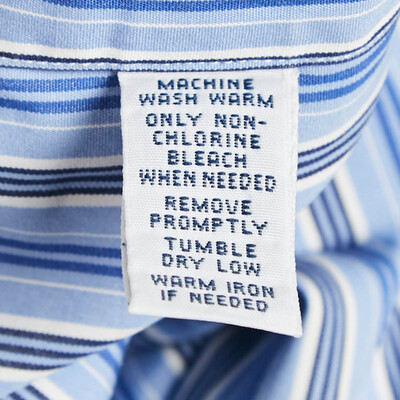 MACHINE
WASH WARM
ONLY NON-
CHLORINE
BLEACH
WHEN NEEDED
REMOVE
PROMPTLY
TUMBLE
DRY LOW
WARM IRON
IF NEEDED